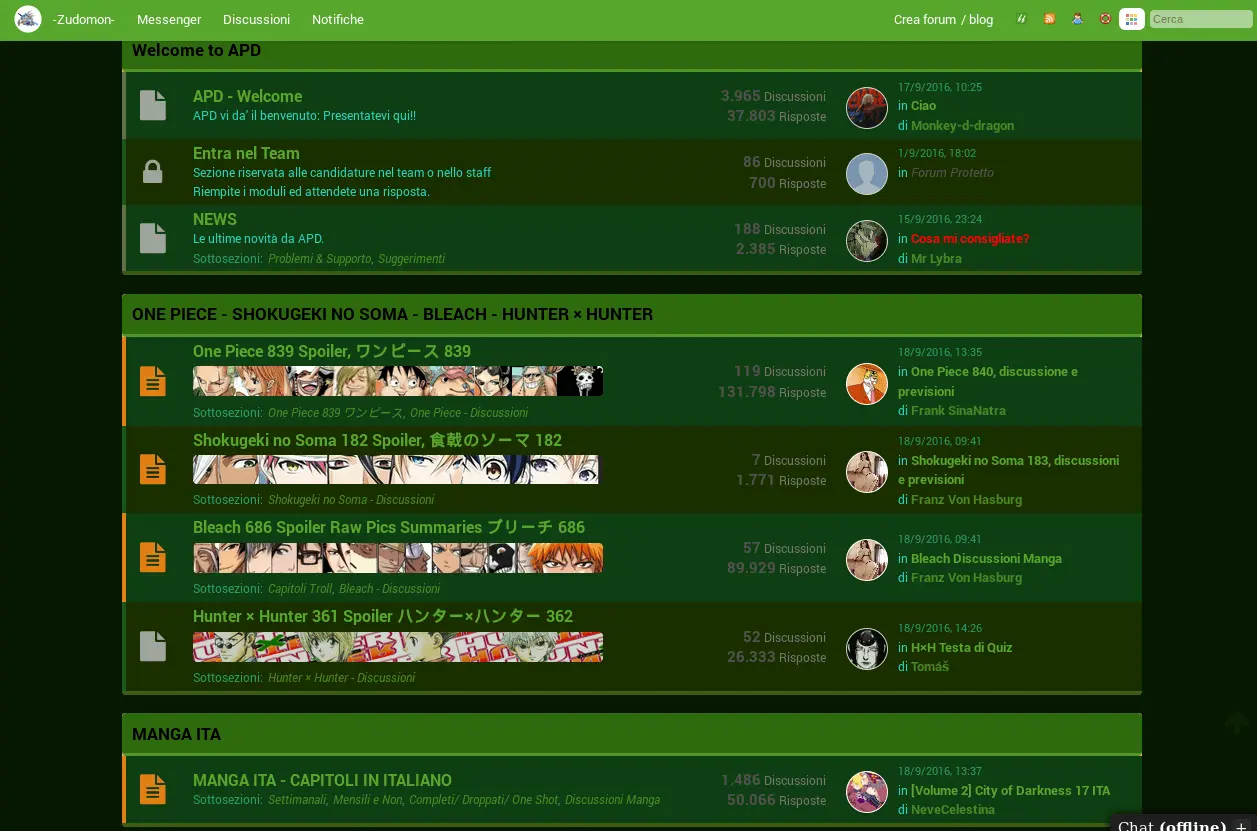 -Zudomon- Messenger Discussioni Notifiche Crea forum / blog Cerca
Welcome to APD
APD - Welcome
APD vi da' il benvenuto: Presentatevi qui!!
3.965 Discussioni
37.803 Risposte
17/9/2016, 10:25
in Ciao
di Monkey-d-dragon
Entra nel Team
Sezione riservata alle candidature nel team o nello staff
Riempite i moduli ed attendete una risposta.
86 Discussioni
700 Risposte
1/9/2016, 18:02
in Forum Protetto
NEWS
Le ultime novità da APD.
Sottosezioni: Problemi & Supporto, Suggerimenti
188 Discussioni
2.385 Risposte
15/9/2016, 23:24
in Cosa mi consigliate?
di Mr Lybra
ONE PIECE - SHOKUGEKI NO SOMA - BLEACH - HUNTER × HUNTER
One Piece 839 Spoiler, ワンピース 839
Sottosezioni: One Piece 839 ワンピース, One Piece - Discussioni
119 Discussioni
131.798 Risposte
18/9/2016, 13:35
in One Piece 840, discussione e
previsioni
di Frank SinaNatra
Shokugeki no Soma 182 Spoiler, 食戟のソーマ 182
Sottosezioni: Shokugeki no Soma - Discussioni
7 Discussioni
1.771 Risposte
18/9/2016, 09:41
in Shokugeki no Soma 183, discussioni
e previsioni
di Franz Von Hasburg
Bleach 686 Spoiler Raw Pics Summaries ブリーチ 686
Sottosezioni: Capitoli Troll, Bleach - Discussioni
57 Discussioni
89.929 Risposte
18/9/2016, 09:41
in Bleach Discussioni Manga
di Franz Von Hasburg
Hunter × Hunter 361 Spoiler ハンター×ハンター 362
Sottosezioni: Hunter × Hunter - Discussioni
52 Discussioni
26.333 Risposte
18/9/2016, 14:26
in H×H Testa di Quiz
di Tomáš
MANGA ITA
MANGA ITA - CAPITOLI IN ITALIANO
Sottosezioni: Settimanali, Mensili e Non, Completi/ Droppati/ One Shot, Discussioni Manga
1.486 Discussioni
50.066 Risposte
18/9/2016, 13:37
in [Volume 2] City of Darkness 17 ITA
di NeveCelestina
Chat (offline) +